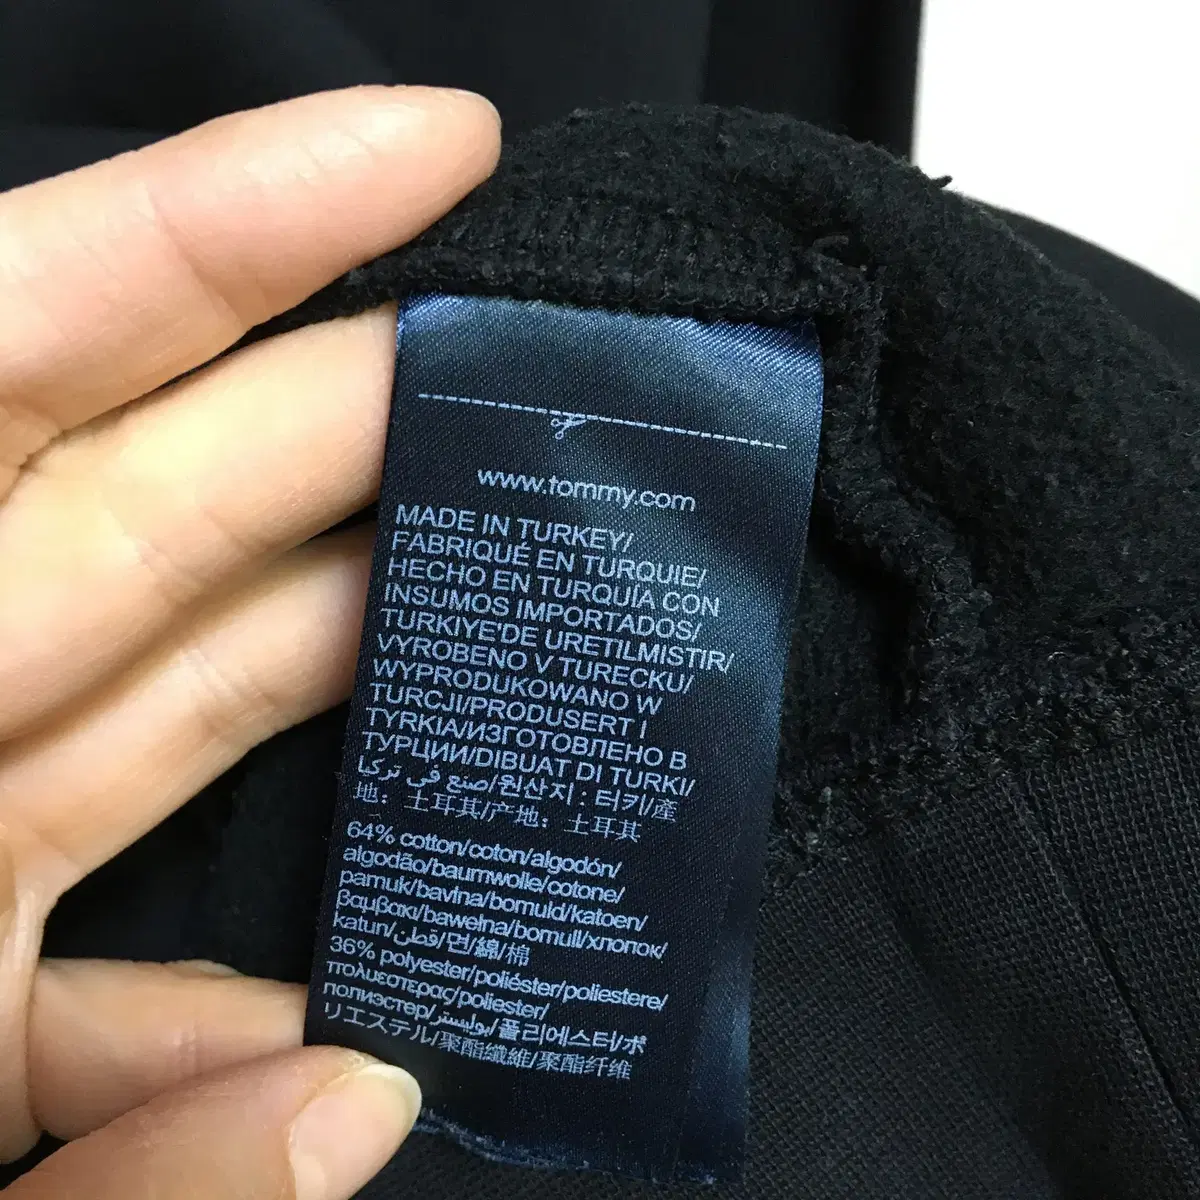 www.tommy.com
MADE IN TURKEY/
FABRIQUÉ EN TURQUIE/
HECHO EN TURQUÍA CON
INSUMOS IMPORTADOS/
TURKIYE'DE URETILMISTIR/
VYROBENO V TURECKU/
WYPRODUKOWANO W
TURCJI/PRODUSERT I
TYRKIA/ИЗГОТОВЛЕНО В
ТУРЦИИ/DIBUAT DI TURKI/
صنع في تركيا/원산지 : 터키/產
地：土耳其/产地：土耳其
64% cotton/coton/algodón/
algodão/baumwolle/cotone/
pamuk/bavlna/bomuld/katoen/
βαμβακι/bawełna/bomull/хлопок/
katun/قطن/면/綿/棉
36% polyester/poliéster/poliestere/
πολυεστερας/poliester/
полиэстер/بوليستر/폴리에스터/ポ
リエステル/聚酯纖維/聚酯纤维